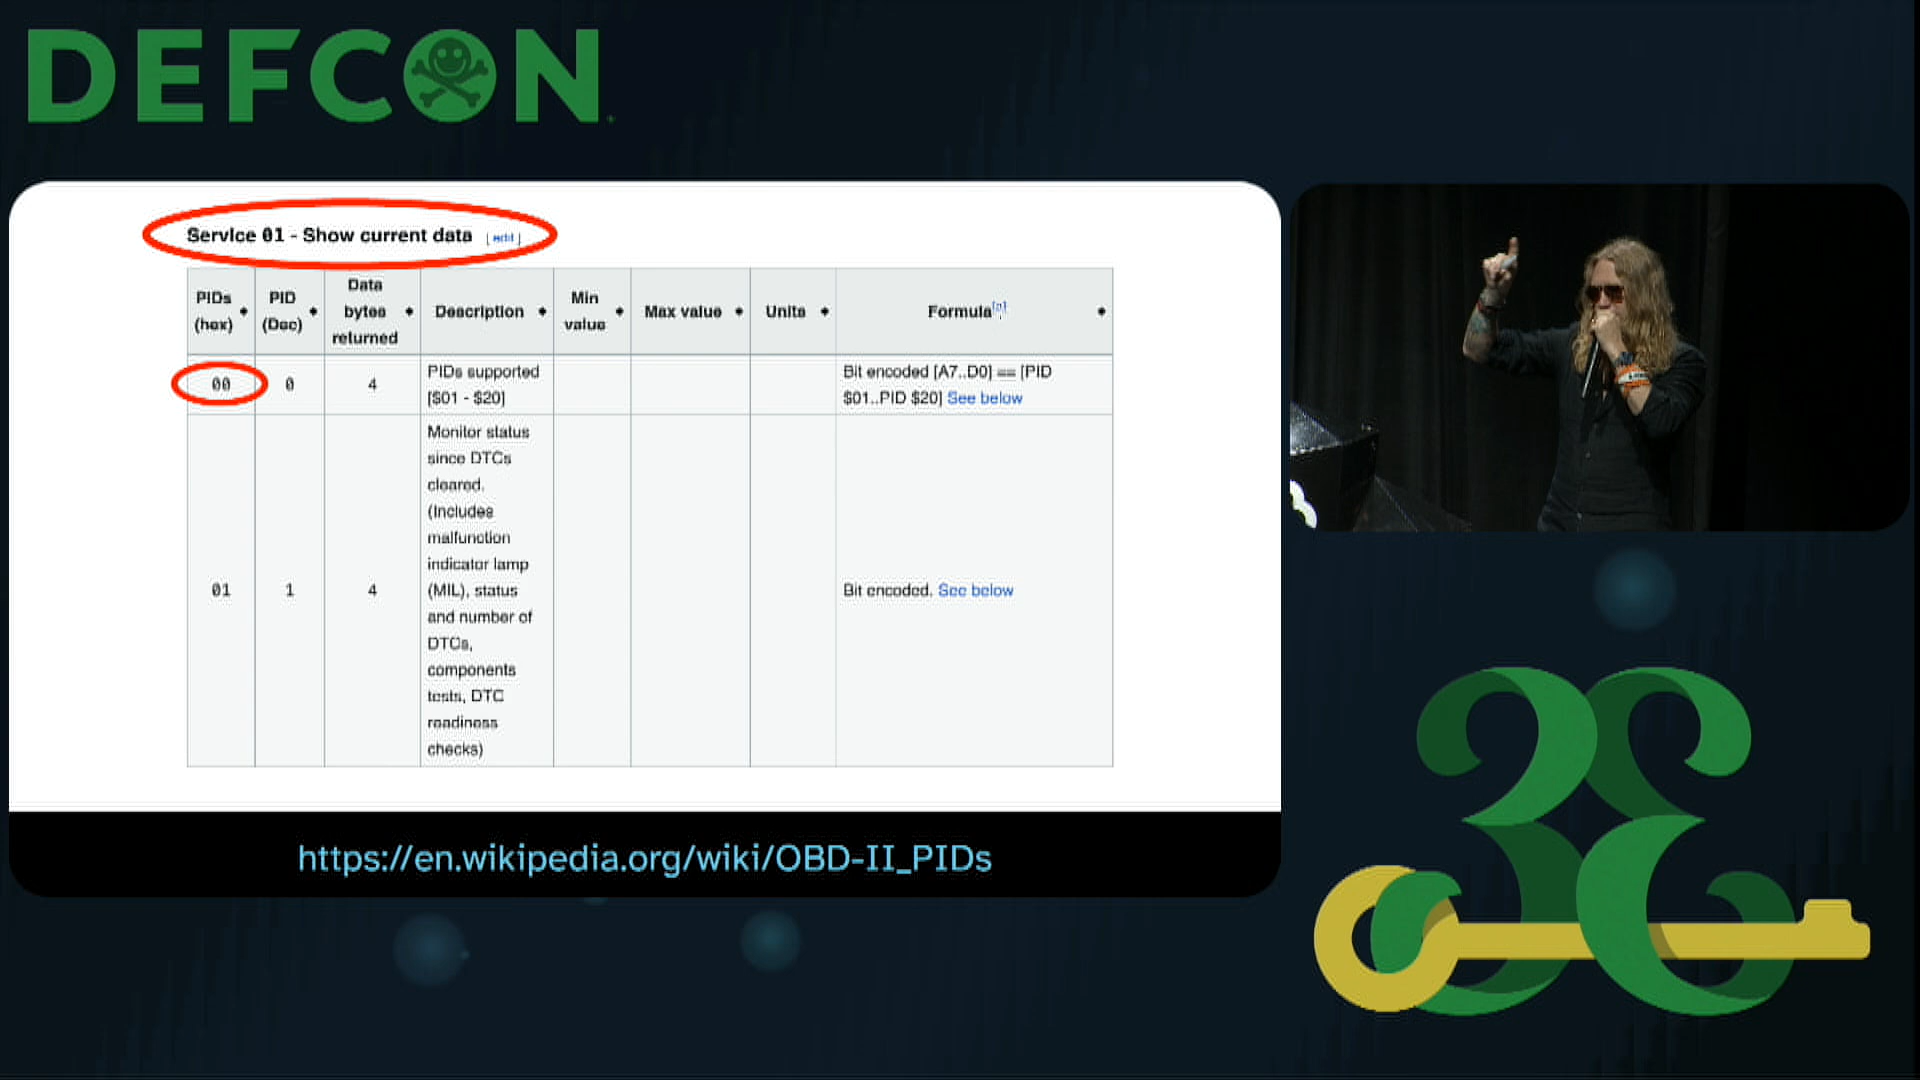 DEFCON
Service 01 - Show current data [ edit ]
PIDs (hex)
PID (Dec)
Data bytes returned
Description
Min value
Max value
Units
Formula
00
0
4
PIDs supported
[$01 - $20]
Bit encoded [A7..D0] == [PID
$01..PID $20] See below
01
1
4
Monitor status
since DTCs
cleared.
(Includes
malfunction
indicator lamp
(MIL), status
and number of
DTCs,
components
tests, DTC
readiness
checks)
Bit encoded. See below
https://en.wikipedia.org/wiki/OBD-II_PIDs